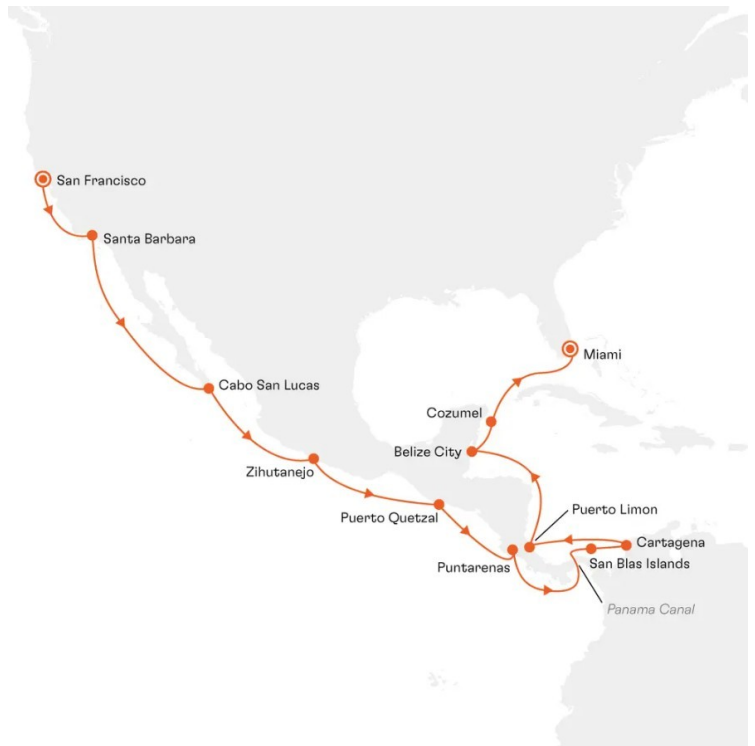 San Francisco
Santa Barbara
Miami
Cabo San Lucas
Cozumel
Belize City
Zihutanejo
Puerto Quetzal
Puerto Limon
Cartagena
San Blas Islands
Puntarenas
Panama Canal